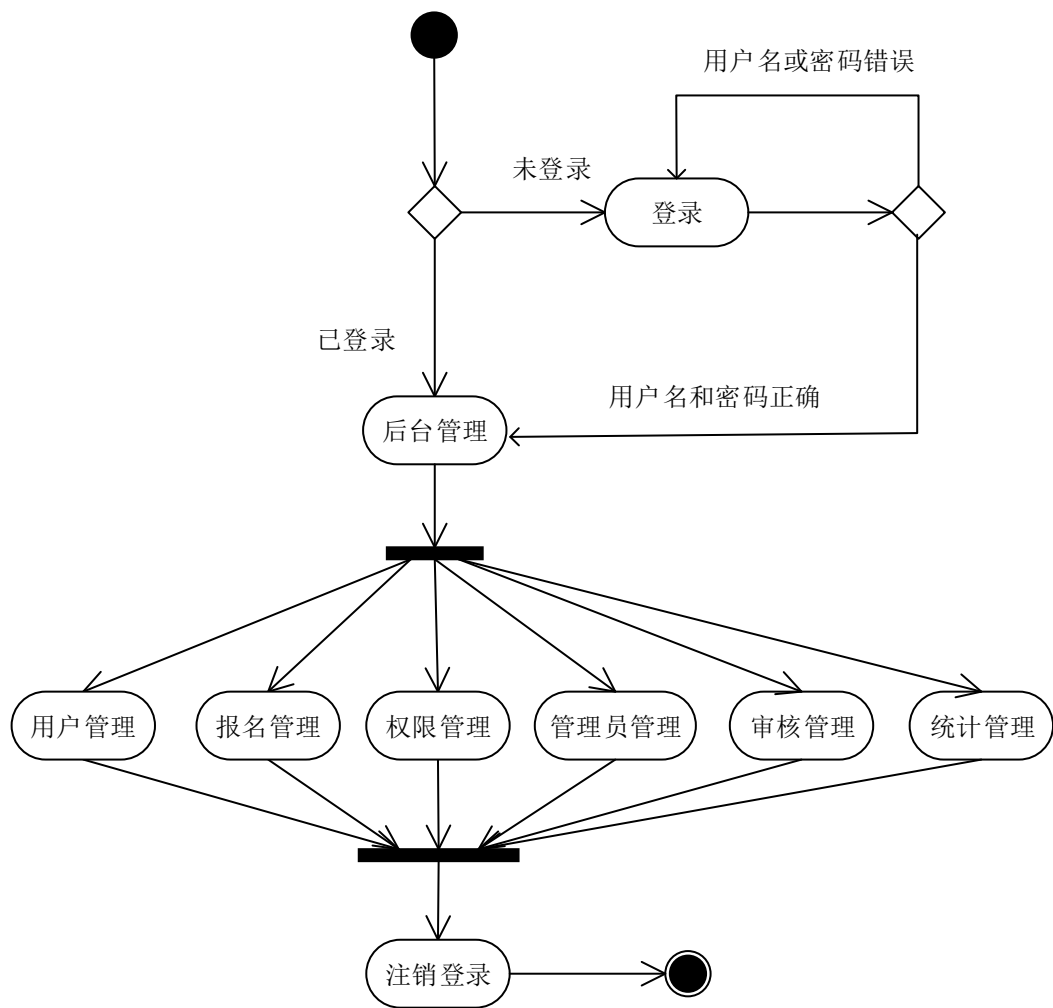 用户名或密码错误
未登录
登录
已登录
用户名和密码正确
后台管理
用户管理
报名管理
权限管理
管理员管理
审核管理
统计管理
注销登录